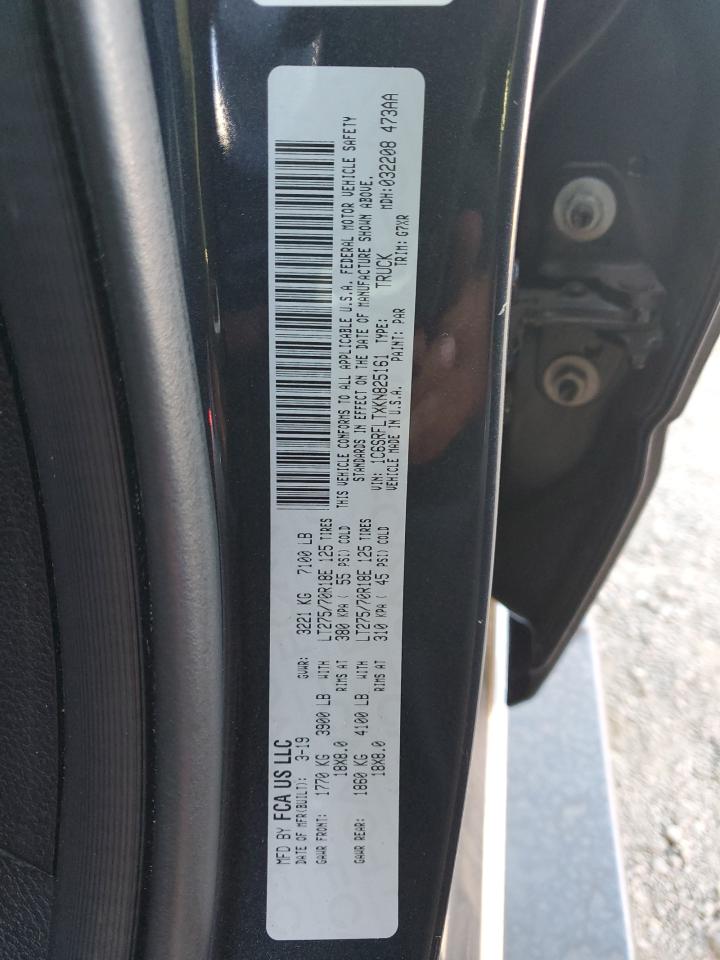 MFD BY FCA US LLC
DATE OF MFR(BUILT): 3-19 GVWR: 3221 KG 7100 LB
GAWR FRONT: 1770 KG 3900 LB WITH LT275/70R18E 125 TIRES
18X8.0 RIMS AT 380 KPA ( 55 PSI) COLD
GAWR REAR: 1860 KG 4100 LB WITH LT275/70R18E 125 TIRES
18X8.0 RIMS AT 310 KPA ( 45 PSI) COLD
THIS VEHICLE CONFORMS TO ALL APPLICABLE U.S.A. FEDERAL MOTOR VEHICLE SAFETY
STANDARDS IN EFFECT ON THE DATE OF MANUFACTURE SHOWN ABOVE.
VIN: 1C6SRFLTXKN825161 TYPE: TRUCK MDH:032208 473AA
VEHICLE MADE IN U.S.A. PAINT: PAR TRIM: G7XR